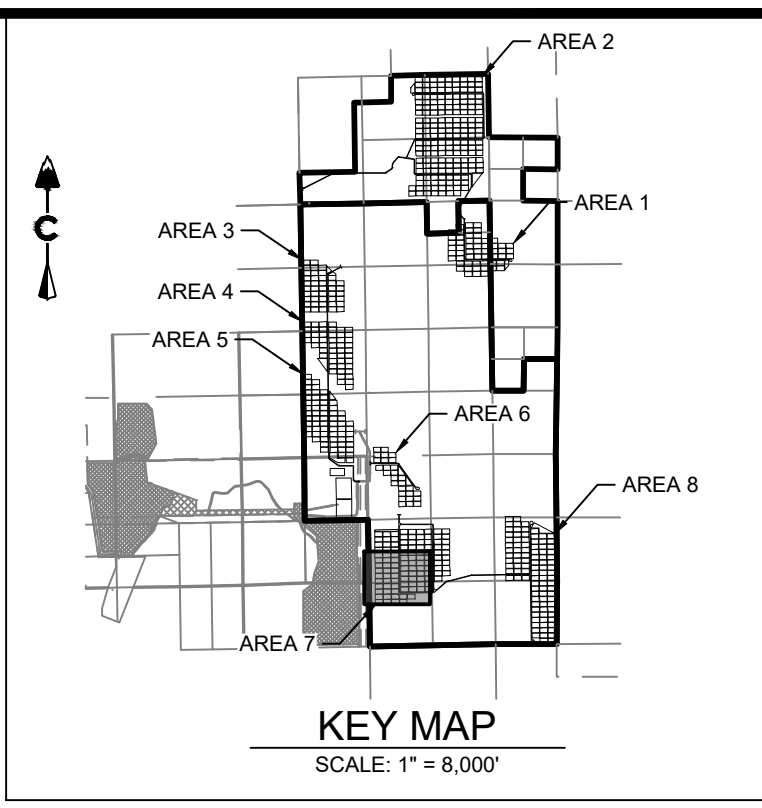 AREA 2
AREA 1
AREA 3
AREA 4
AREA 5
AREA 6
AREA 8
AREA 7
KEY MAP
SCALE: 1" = 8,000'
C